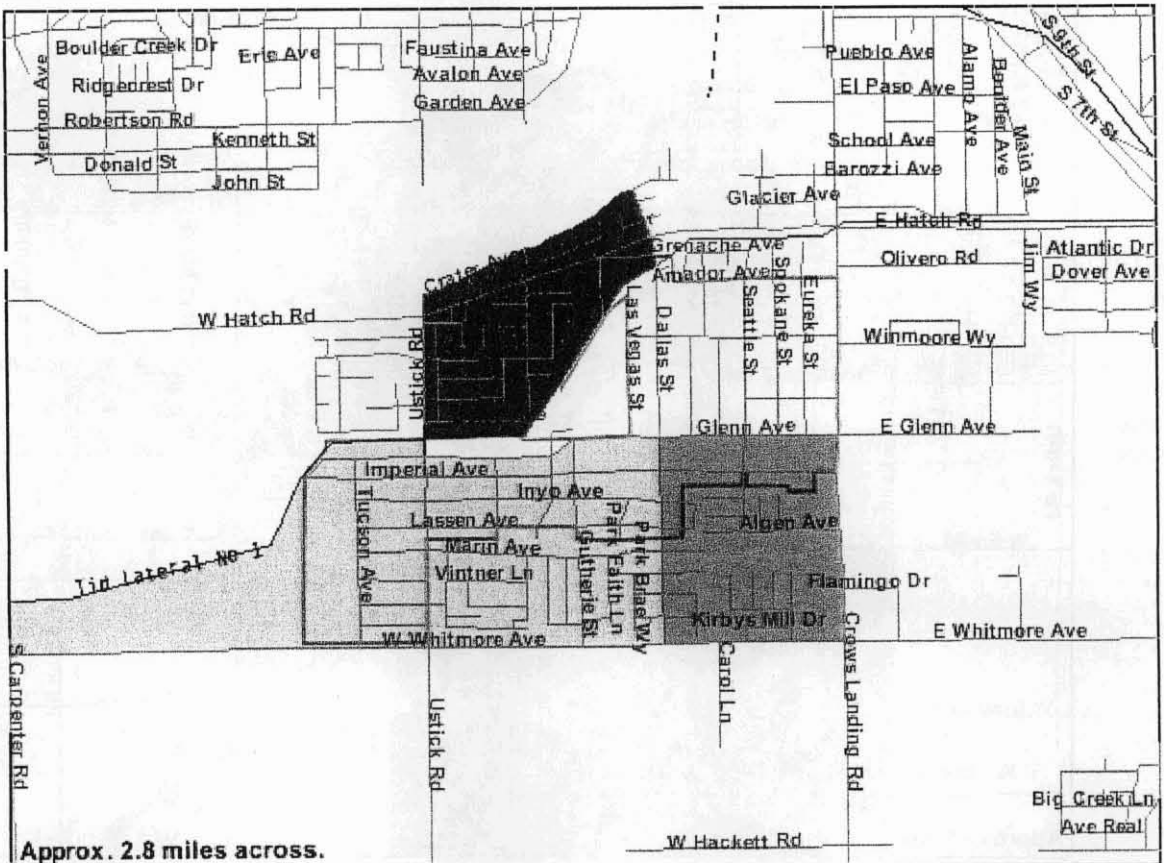 Boulder Creek Dr
Erie Ave
Faustina Ave
Avalon Ave
Garden Ave
Pueblo Ave
El Paso Ave
S 9th St
S 7th St
Vernon Ave
Ridgecrest Dr
Robertson Rd
Kenneth St
Donald St
John St
Alamo Ave
Boulder Ave
Main St
School Ave
Barozzi Ave
Glacier Ave
E Hatch Rd
Crater Ave
Grenache Ave
Amador Ave
Olivero Rd
Jim Wy
Atlantic Dr
Dover Ave
W Hatch Rd
Ustick Rd
Las Vegas St
Dalas St
Seattle St
Spokane St
Eureka St
Winmoore Wy
Glenn Ave
E Glenn Ave
Imperial Ave
Inyo Ave
Lassen Ave
Algen Ave
Tid Lateral No 1
Tucson Ave
Marin Ave
Vintner Ln
Gutherie St
Park Faith Ln
Park Brae Wy
Flamingo Dr
Kirbys Mill Dr
W Whitmore Ave
E Whitmore Ave
S Carpenter Rd
Ustick Rd
Carol Ln
Crows Landing Rd
Big Creek Ln
Ave Real
W Hackett Rd
Approx. 2.8 miles across.